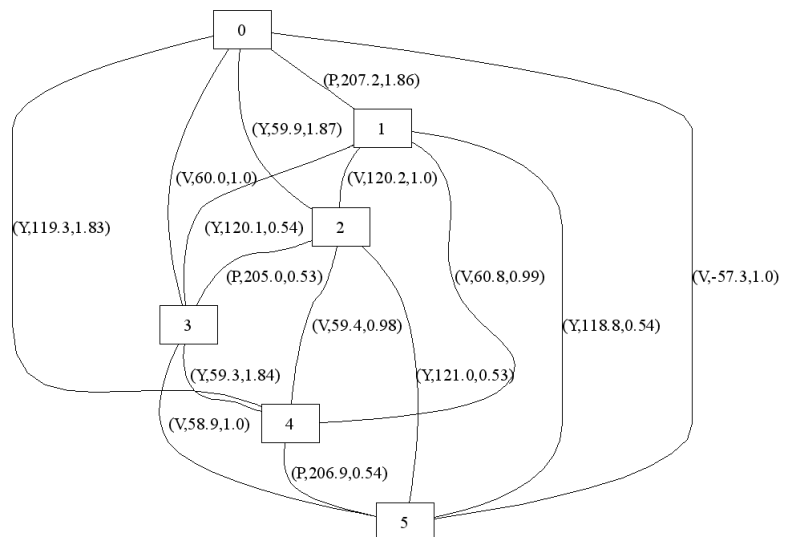 0
(P,207.2,1.86)
(Y,59.9,1.87)
1
(V,60.0,1.0)
(V,120.2,1.0)
(Y,119.3,1.83)
(Y,120.1,0.54)
2
(P,205.0,0.53)
(V,60.8,0.99)
(V,-57.3,1.0)
3
(V,59.4,0.98)
(Y,118.8,0.54)
(Y,59.3,1.84)
(Y,121.0,0.53)
(V,58.9,1.0)
4
(P,206.9,0.54)
5